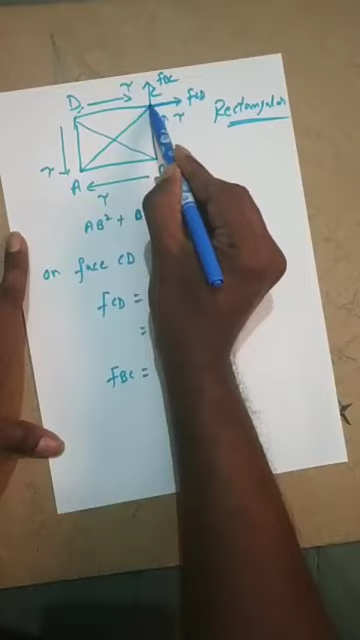 τ
fBC
D
fCD
Rectangular
τ
τ
A
τ
AB² + B
on face CD
fCD =
=
fBC =